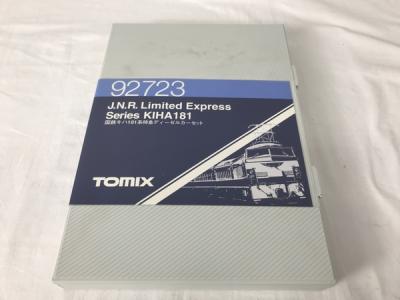 92723
J.N.R. Limited Express
Series KIHA181
国鉄キハ181系特急ディーゼルカーセット
TOMIX